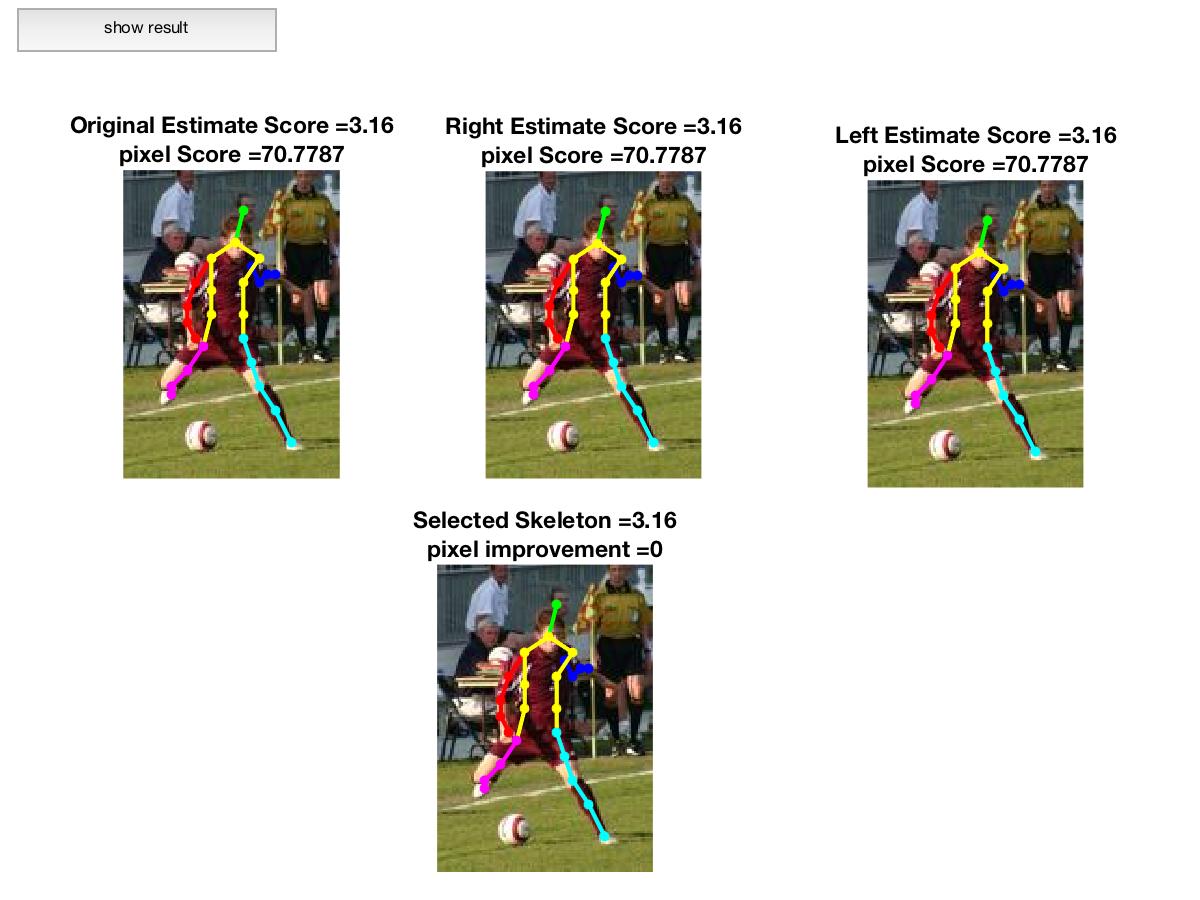 show result
Original Estimate Score =3.16
pixel Score =70.7787
Right Estimate Score =3.16
pixel Score =70.7787
Left Estimate Score =3.16
pixel Score =70.7787
Selected Skeleton =3.16
pixel improvement =0